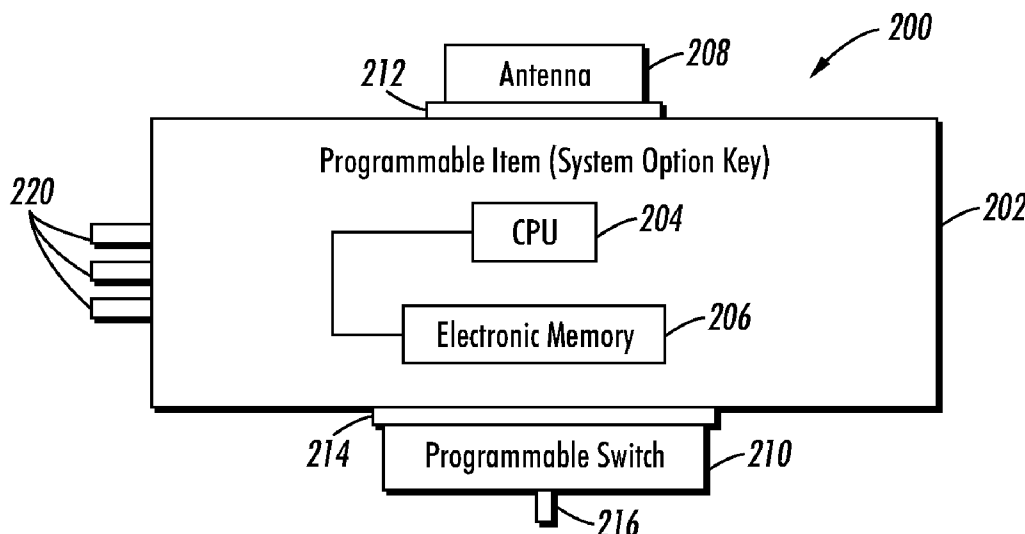 200
Antenna
208
212
Programmable Item (System Option Key)
220
202
CPU
204
Electronic Memory
206
214
Programmable Switch
210
216